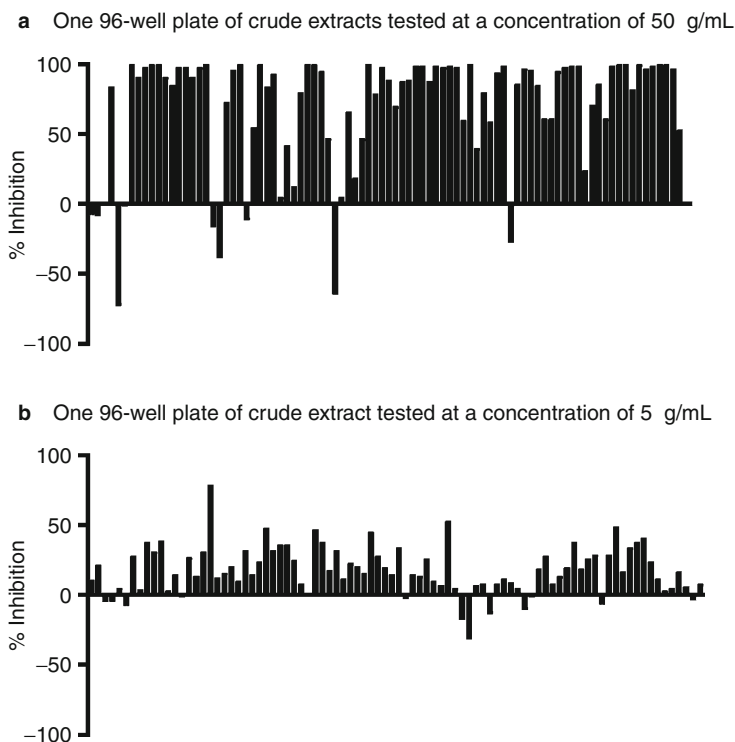 a One 96-well plate of crude extracts tested at a concentration of 50 g/mL
100
50
0
−50
−100
% Inhibition
b One 96-well plate of crude extract tested at a concentration of 5 g/mL
100
50
0
−50
−100
% Inhibition